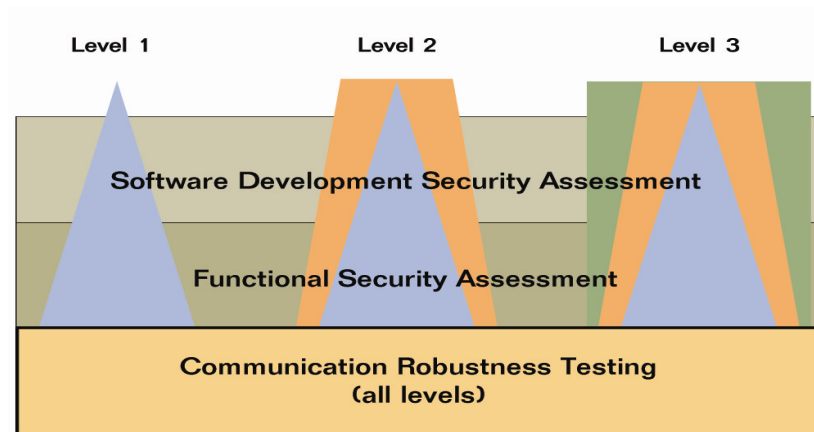 Level 1
Level 2
Level 3
Software Development Security Assessment
Functional Security Assessment
Communication Robustness Testing
(all levels)